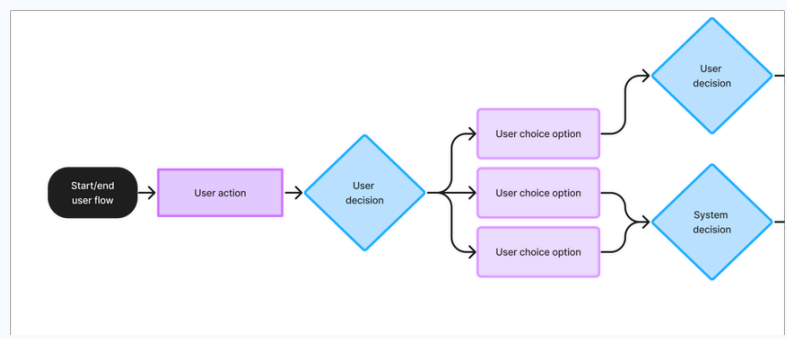 Start/end
user flow
User action
User
decision
User choice option
User choice option
User choice option
User
decision
System
decision